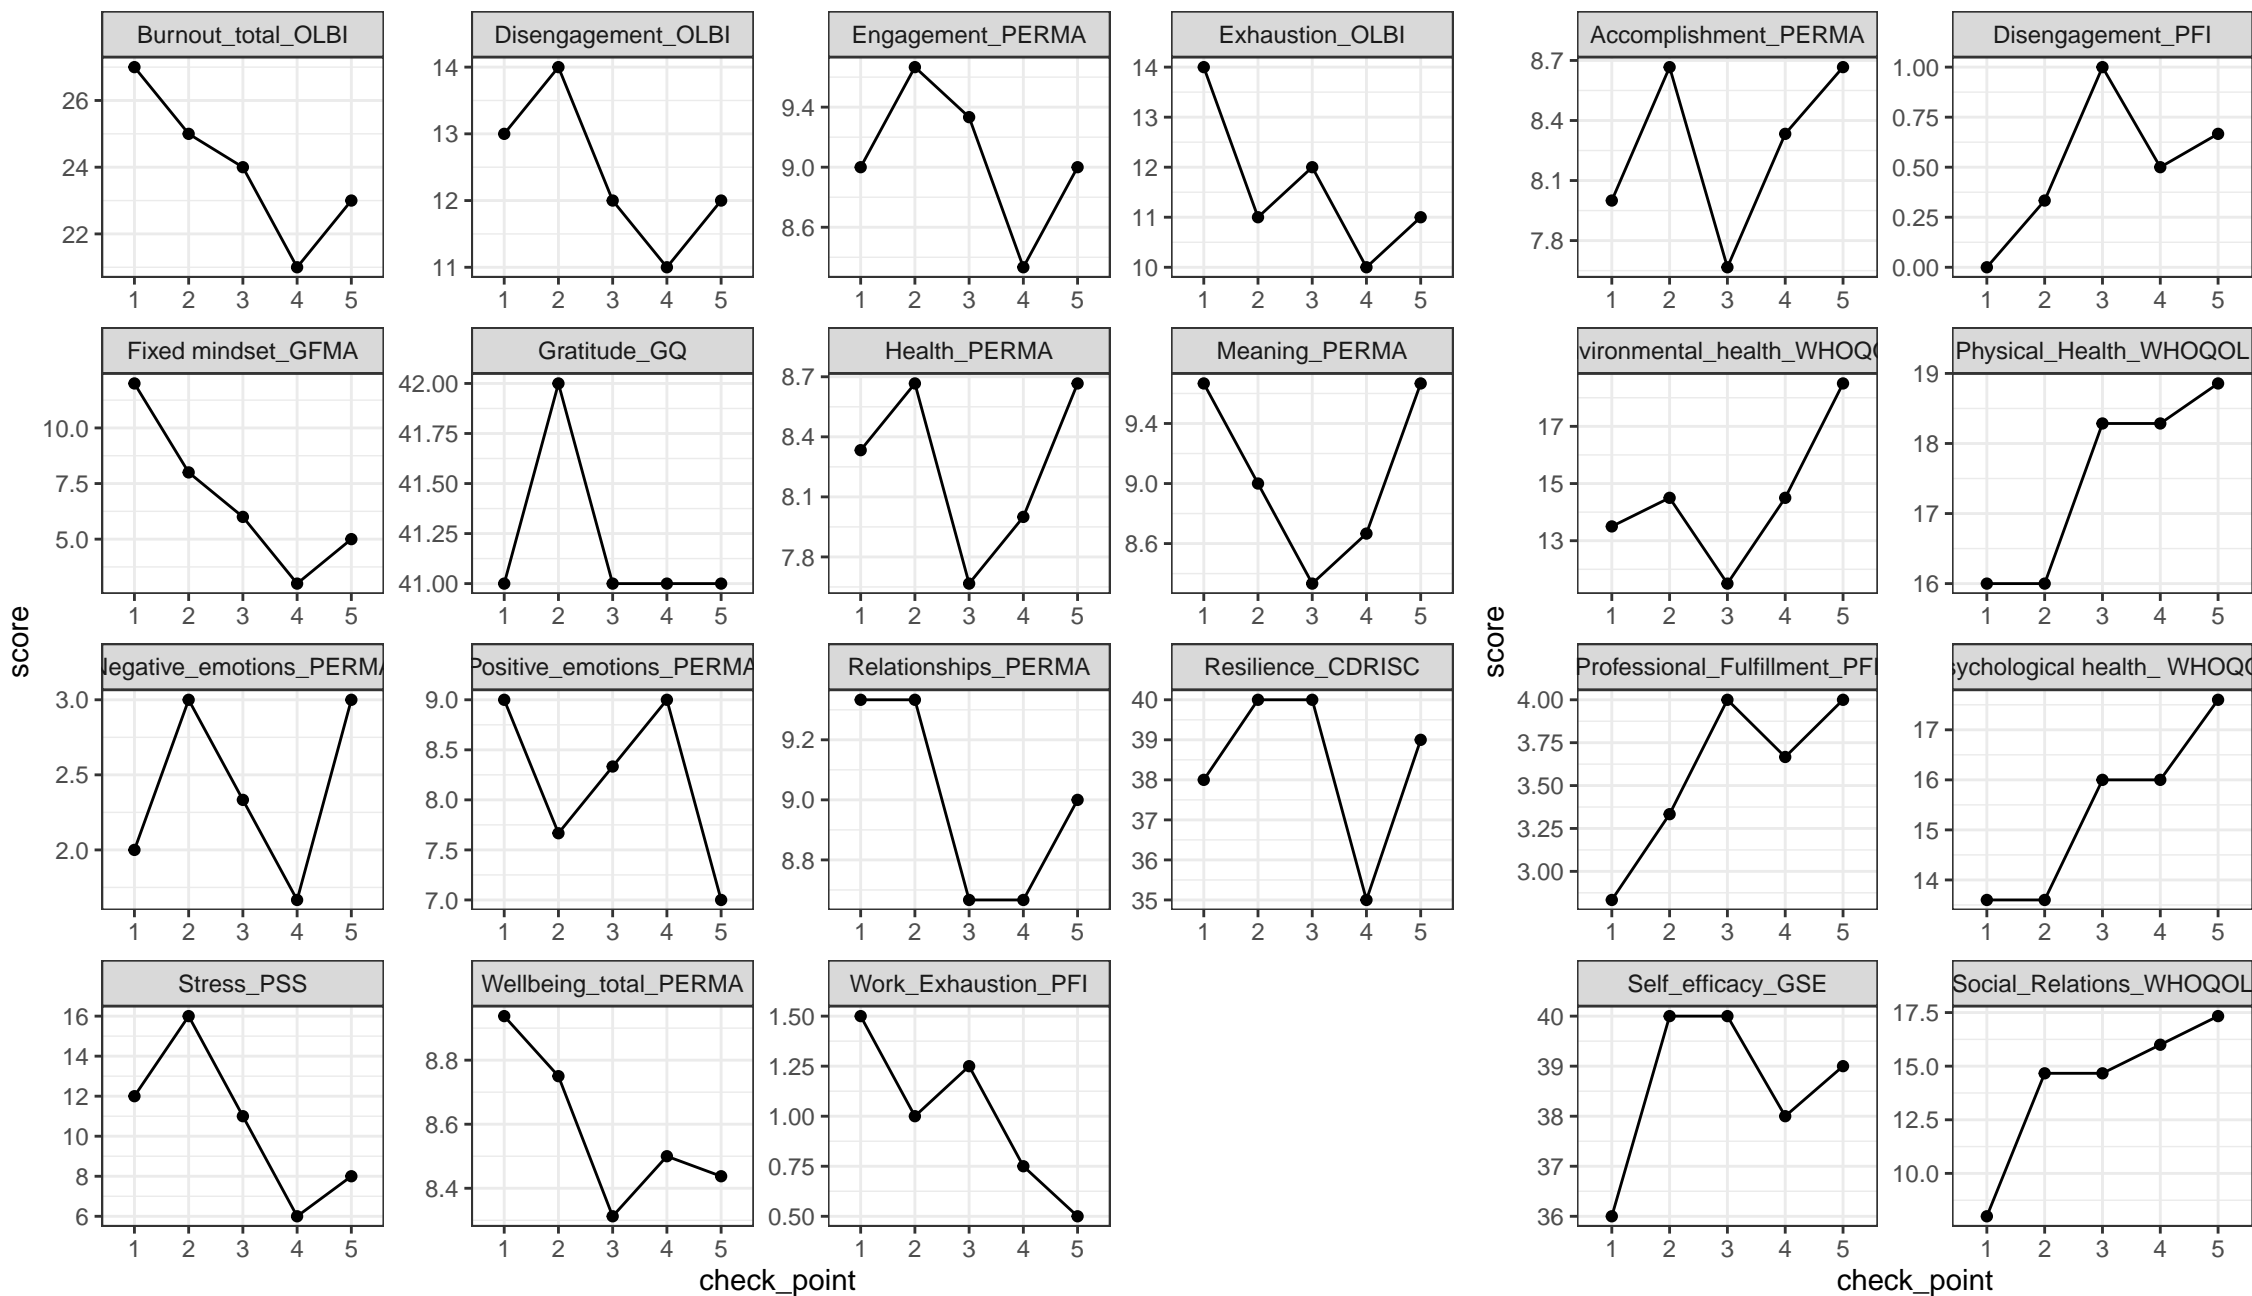 Burnout_total_OLBI
26
24
22
1 2 3 4 5
Disengagement_OLBI
14
13
12
11
1 2 3 4 5
Engagement_PERMA
9.4
9.0
8.6
1 2 3 4 5
Exhaustion_OLBI
14
13
12
11
10
1 2 3 4 5
Fixed mindset_GFMA
10.0
7.5
5.0
1 2 3 4 5
Gratitude_GQ
42.00
41.75
41.50
41.25
41.00
1 2 3 4 5
Health_PERMA
8.7
8.4
8.1
7.8
1 2 3 4 5
Meaning_PERMA
9.4
9.0
8.6
1 2 3 4 5
score
Negative_emotions_PERMA
3.0
2.5
2.0
1 2 3 4 5
Positive_emotions_PERMA
9.0
8.5
8.0
7.5
7.0
1 2 3 4 5
Relationships_PERMA
9.2
9.0
8.8
1 2 3 4 5
Resilience_CDRISC
40
39
38
37
36
35
1 2 3 4 5
Stress_PSS
16
14
12
10
8
6
1 2 3 4 5
Wellbeing_total_PERMA
8.8
8.6
8.4
1 2 3 4 5
Work_Exhaustion_PFI
1.50
1.25
1.00
0.75
0.50
1 2 3 4 5
check_point
Accomplishment_PERMA
8.7
8.4
8.1
7.8
1 2 3 4 5
Disengagement_PFI
1.00
0.75
0.50
0.25
0.00
1 2 3 4 5
vironmental_health_WHOQO
17
15
13
1 2 3 4 5
Physical_Health_WHOQOL
19
18
17
16
1 2 3 4 5
score
Professional_Fulfillment_PFI
4.00
3.75
3.50
3.25
3.00
1 2 3 4 5
sychological health_ WHOQO
17
16
15
14
1 2 3 4 5
Self_efficacy_GSE
40
39
38
37
36
1 2 3 4 5
Social_Relations_WHOQOL
17.5
15.0
12.5
10.0
1 2 3 4 5
check_point